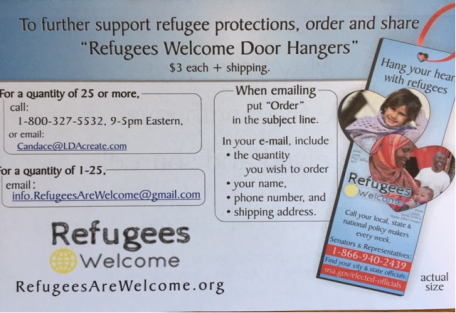 To further support refugee protections, order and share
“Refugees Welcome Door Hangers”
$3 each + shipping.
For a quantity of 25 or more,
call:
1-800-327-5532, 9-5pm Eastern,
or email:
Candace@LDAcreate.com
For a quantity of 1-25,
email:
info.RefugeesAreWelcome@gmail.com
When emailing
put “Order”
in the subject line.
In your e-mail, include
• the quantity
you wish to order
• your name,
• phone number, and
• shipping address.
Refugees
Welcome
RefugeesAreWelcome.org
Hang your hear
with refugees
Refugees
Welcome
Call your local, state &
national policy makers
every week.
Senators & Representatives:
1-866-940-2439
Find your city & state officials:
usa.gov/elected-officials
actual
size